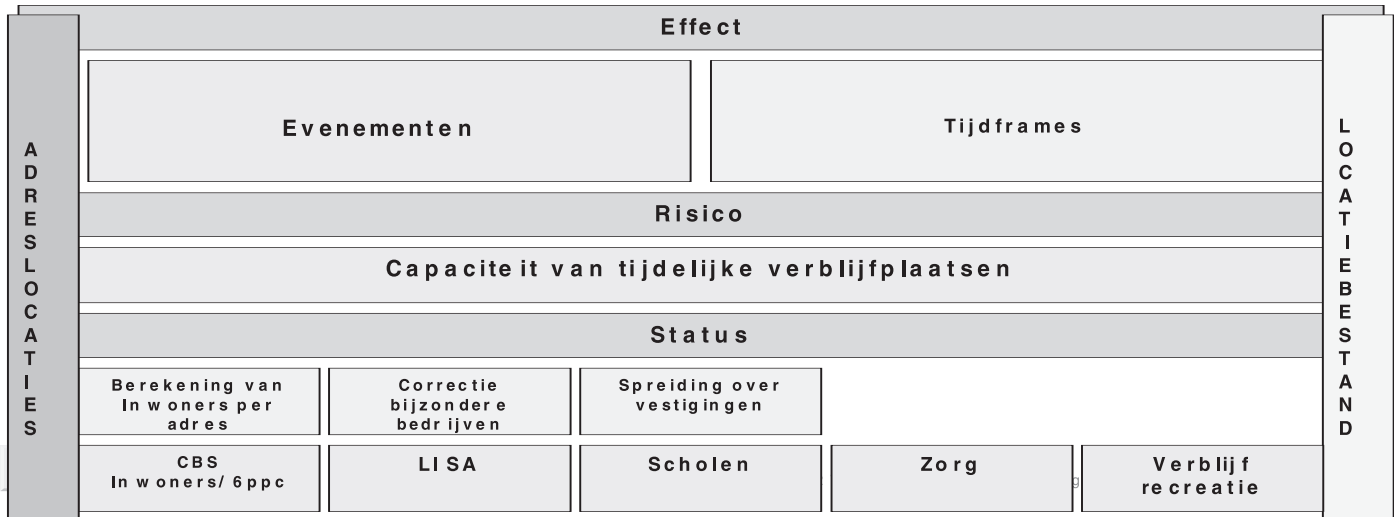 Effect
Evenementen
Tijdframes
ADRESLOCATIES
LOCATIEBESTAND
Risico
Capaciteit van tijdelijke verblijfplaatsen
Status
Berekening van
Inwoners per
adres
Correctie
bijzondere
bedrijven
Spreiding over
vestigingen
CBS
Inwoners/ 6ppc
LISA
Scholen
Zorg
Verblijf
recreatie